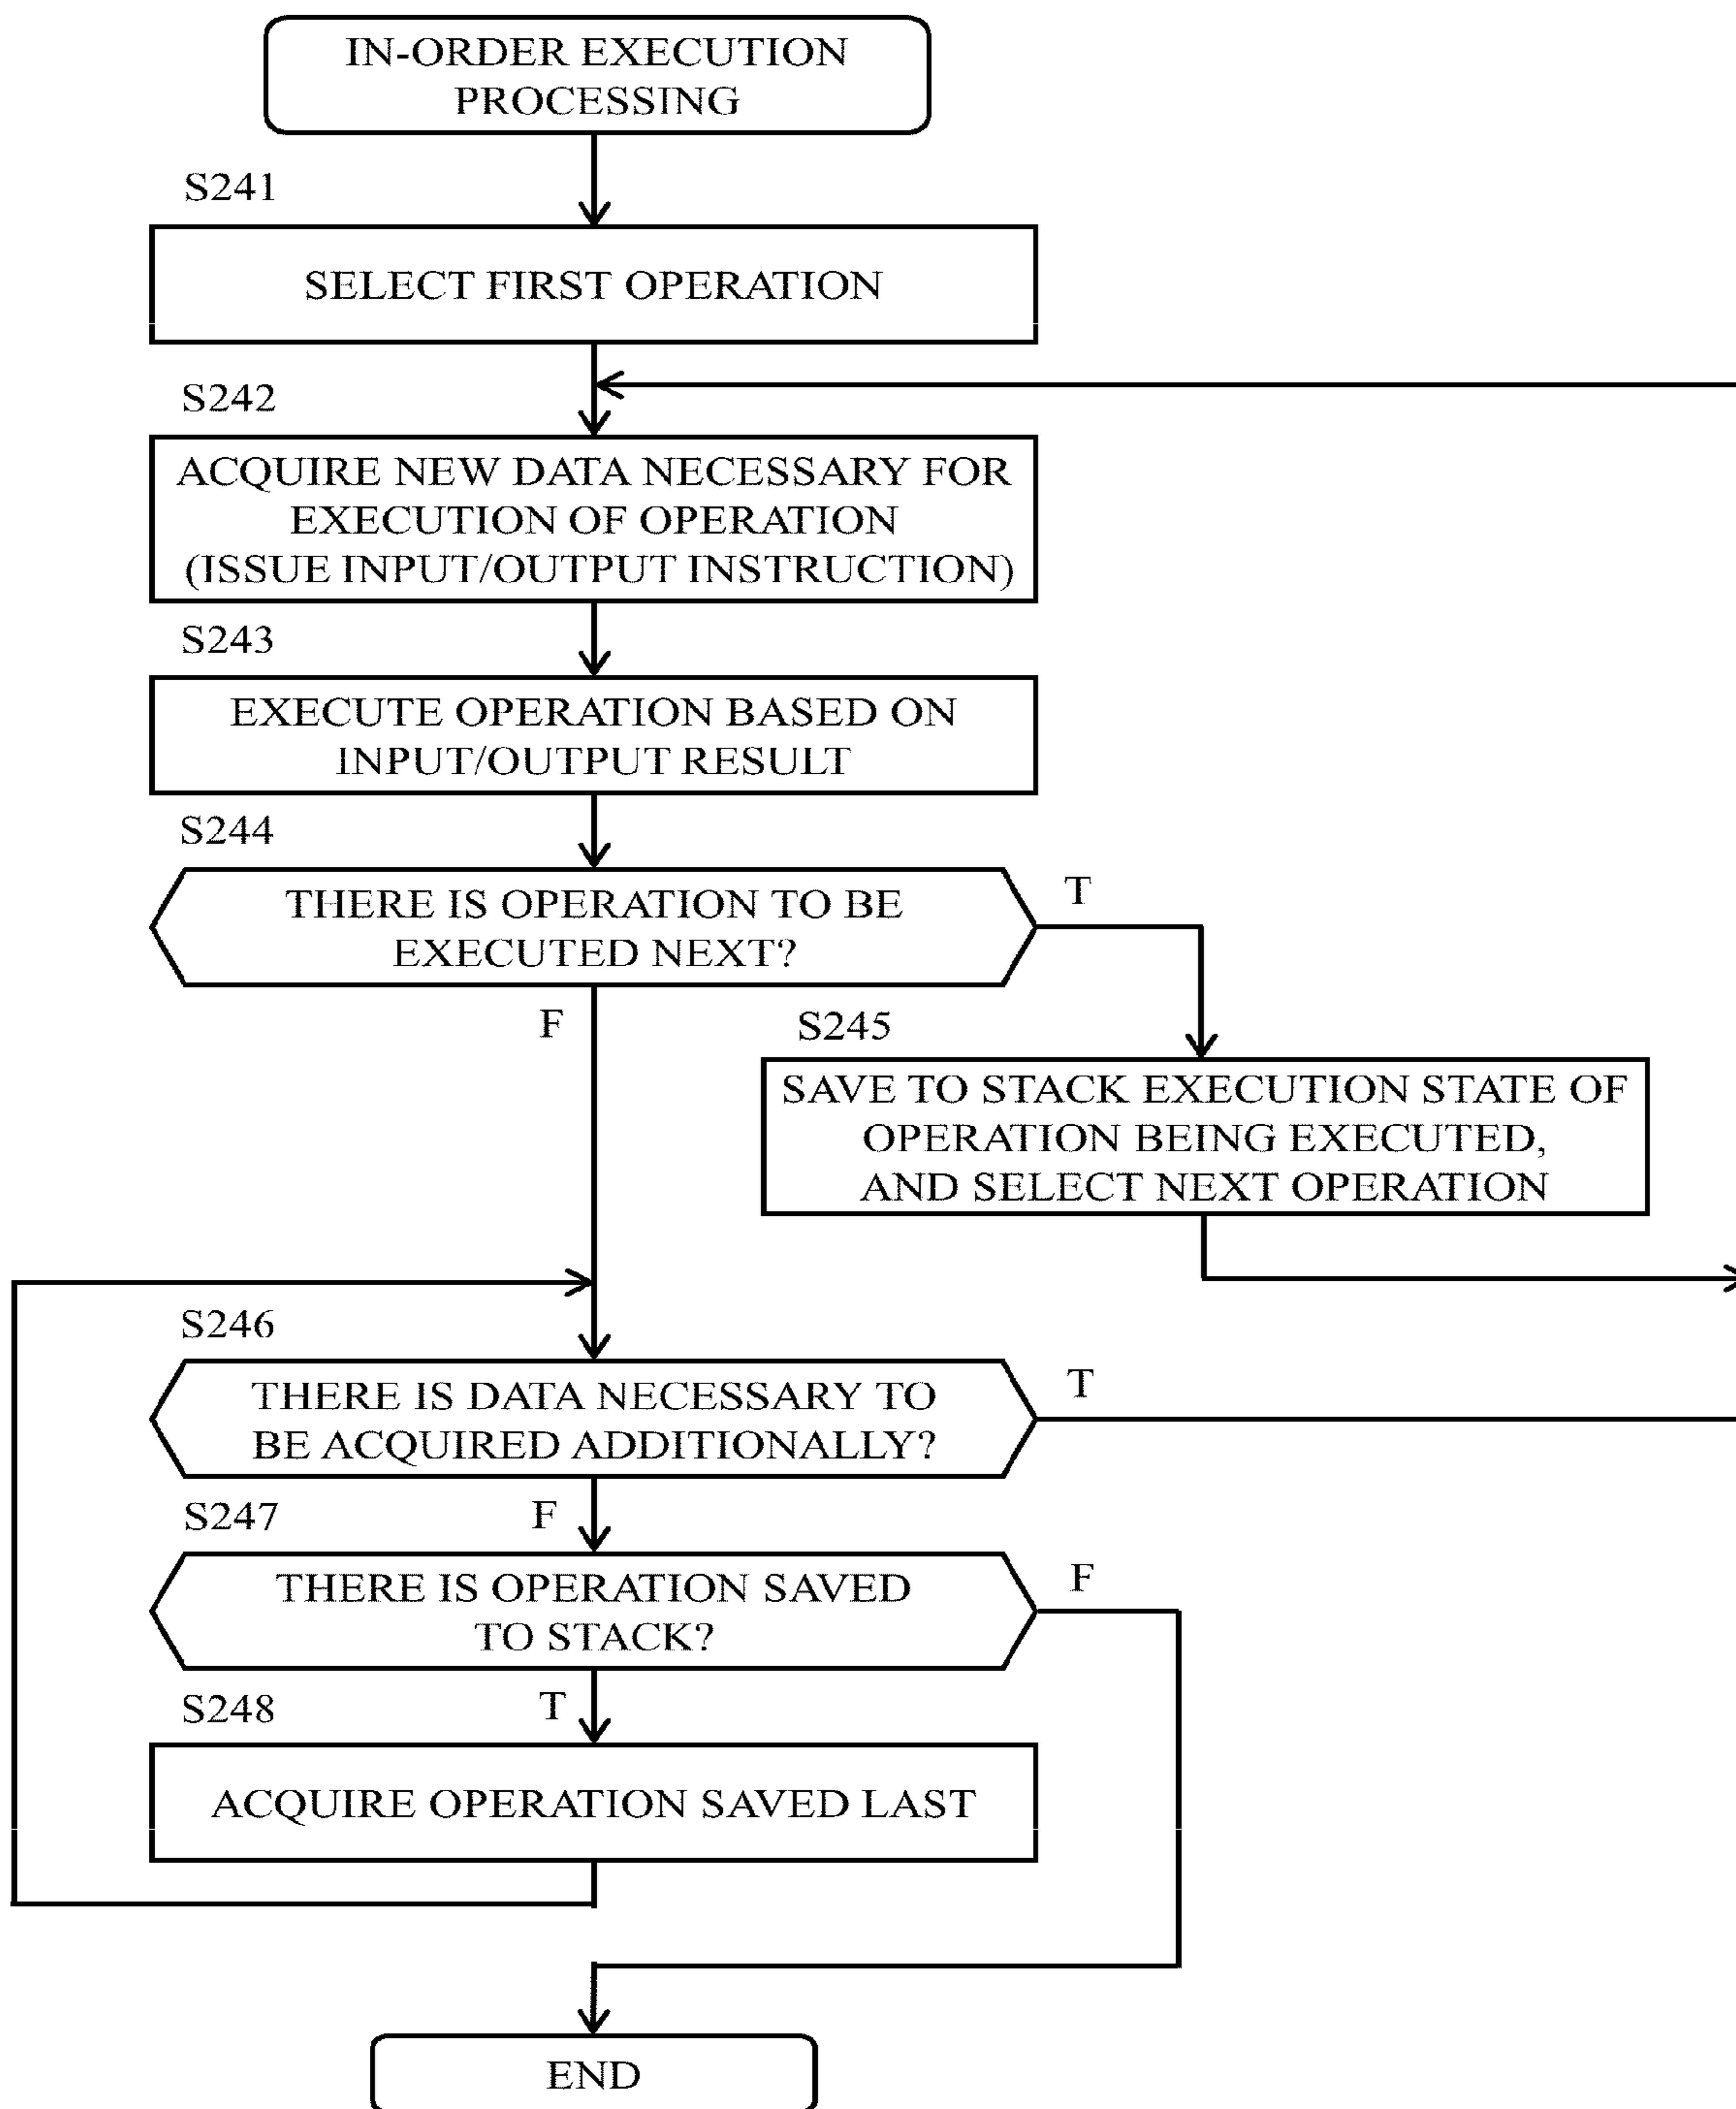 IN-ORDER EXECUTION
PROCESSING
S241
SELECT FIRST OPERATION
S242
ACQUIRE NEW DATA NECESSARY FOR
EXECUTION OF OPERATION
(ISSUE INPUT/OUTPUT INSTRUCTION)
S243
EXECUTE OPERATION BASED ON
INPUT/OUTPUT RESULT
S244
THERE IS OPERATION TO BE
EXECUTED NEXT?
T
F
S245
SAVE TO STACK EXECUTION STATE OF
OPERATION BEING EXECUTED,
AND SELECT NEXT OPERATION
S246
THERE IS DATA NECESSARY TO
BE ACQUIRED ADDITIONALLY?
T
S247
F
THERE IS OPERATION SAVED
TO STACK?
F
S248
T
ACQUIRE OPERATION SAVED LAST
END